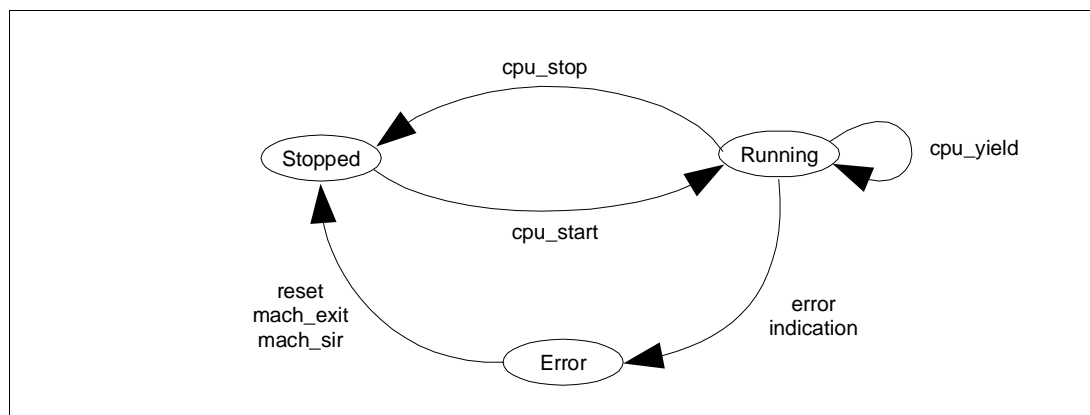 cpu_stop
Stopped
Running
cpu_yield
cpu_start
reset
mach_exit
mach_sir
error
indication
Error